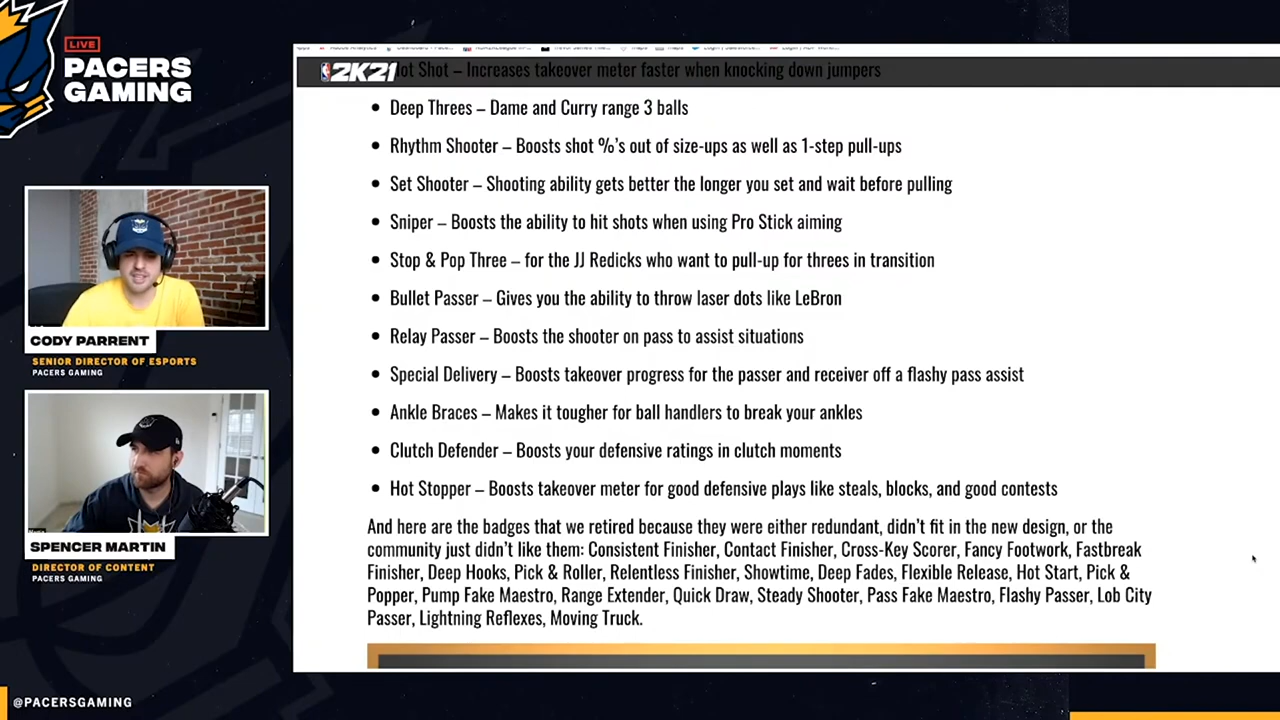 LIVE
PACERS
GAMING
NBA 2K21
Hot Shot – Increases takeover meter faster when knocking down jumpers
• Deep Threes – Dame and Curry range 3 balls
• Rhythm Shooter – Boosts shot %’s out of size-ups as well as 1-step pull-ups
• Set Shooter – Shooting ability gets better the longer you set and wait before pulling
• Sniper – Boosts the ability to hit shots when using Pro Stick aiming
• Stop & Pop Three – for the JJ Redicks who want to pull-up for threes in transition
• Bullet Passer – Gives you the ability to throw laser dots like LeBron
• Relay Passer – Boosts the shooter on pass to assist situations
• Special Delivery – Boosts takeover progress for the passer and receiver off a flashy pass assist
• Ankle Braces – Makes it tougher for ball handlers to break your ankles
• Clutch Defender – Boosts your defensive ratings in clutch moments
• Hot Stopper – Boosts takeover meter for good defensive plays like steals, blocks, and good contests
And here are the badges that we retired because they were either redundant, didn’t fit in the new design, or the
community just didn’t like them: Consistent Finisher, Contact Finisher, Cross-Key Scorer, Fancy Footwork, Fastbreak
Finisher, Deep Hooks, Pick & Roller, Relentless Finisher, Showtime, Deep Fades, Flexible Release, Hot Start, Pick &
Popper, Pump Fake Maestro, Range Extender, Quick Draw, Steady Shooter, Pass Fake Maestro, Flashy Passer, Lob City
Passer, Lightning Reflexes, Moving Truck.
CODY PARRENT
SENIOR DIRECTOR OF ESPORTS
PACERS GAMING
SPENCER MARTIN
DIRECTOR OF CONTENT
PACERS GAMING
@PACERSGAMING